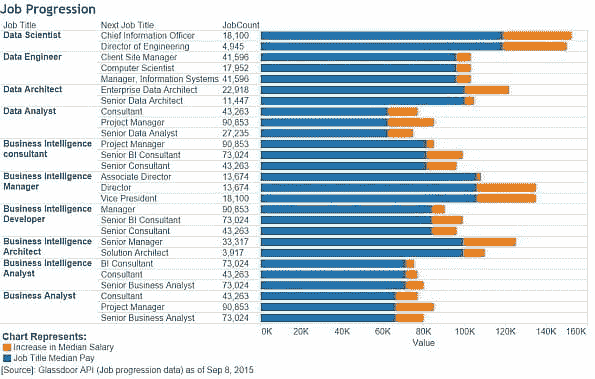 Job Progression
Job Title Next Job Title JobCount
Data Scientist Chief Information Officer 18,100
Director of Engineering 4,945
Data Engineer Client Site Manager 41,596
Computer Scientist 17,952
Manager, Information Systems 41,596
Data Architect Enterprise Data Architect 22,918
Senior Data Architect 11,447
Data Analyst Consultant 43,263
Project Manager 90,853
Senior Data Analyst 27,235
Business Intelligence Project Manager 90,853
consultant Senior BI Consultant 73,024
Senior Consultant 43,263
Business Intelligence Associate Director 13,674
Manager Director 13,674
Vice President 18,100
Business Intelligence Manager 90,853
Developer Senior BI Consultant 73,024
Senior Consultant 43,263
Business Intelligence Senior Manager 33,317
Architect Solution Architect 3,917
Business Intelligence BI Consultant 73,024
Analyst Consultant 43,263
Senior Business Analyst 73,024
Business Analyst Consultant 43,263
Project Manager 90,853
Senior Business Analyst 73,024
0K 20K 40K 60K 80K 100K 120K 140K 160K
Value
Chart Represents:
Increase in Median Salary
Job Title Median Pay
[Source]: Glassdoor API (Job progression data) as of Sep 8, 2015